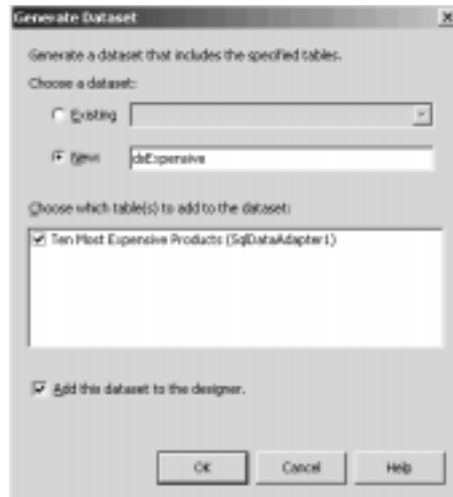 Generate Dataset
Generate a dataset that includes the specified tables.
Choose a dataset:
Existing
New: dsExpensive
Choose which table(s) to add to the dataset:
Ten Most Expensive Products (SqlDataAdapter1)
Add this dataset to the designer.
OK Cancel Help